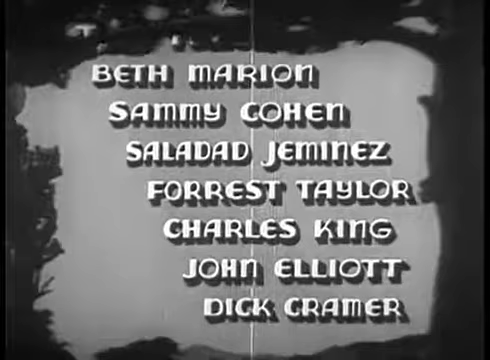 BETH MARION
SAMMY COHEN
SALADAD JEMINEZ
FORREST TAYLOR
CHARLES KING
JOHN ELLIOTT
DICK CRAMER